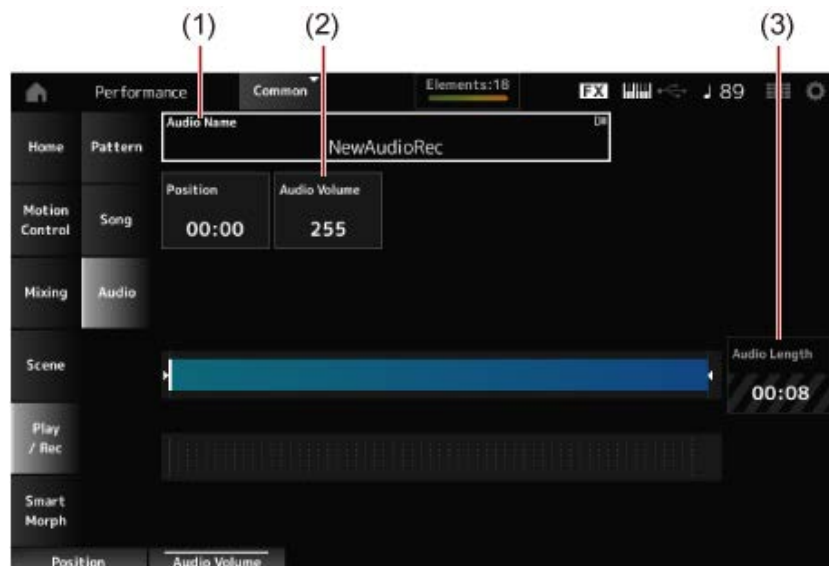 (1) (2) (3)
Performance Common Elements:18 FX ♩ 89
Audio Name
NewAudioRec
Home Pattern
Position Audio Volume
00:00 255
Motion Control Song
Mixing Audio
Scene
Audio Length
00:08
Play / Rec
Smart Morph
Position Audio Volume